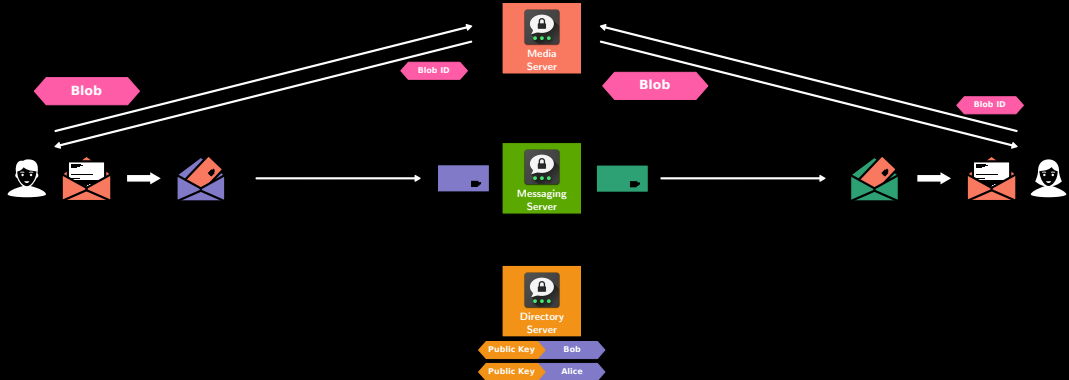 Media
Server
Blob ID
Blob
Blob
Blob ID
Messaging
Server
Directory
Server
Public Key Bob
Public Key Alice